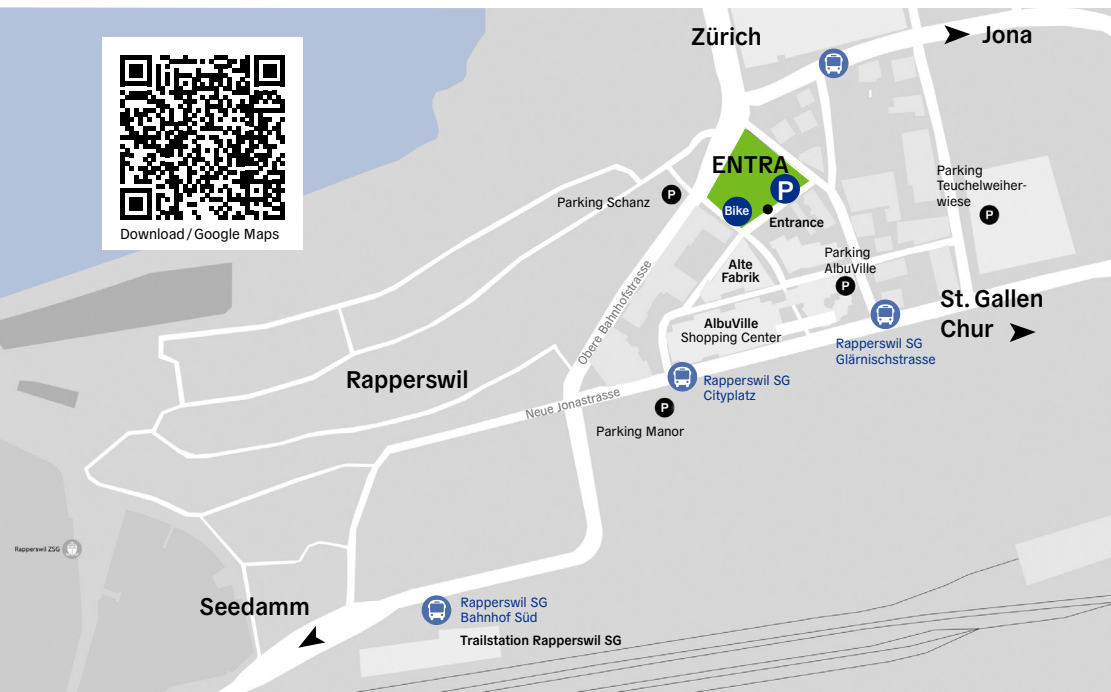 Zürich
Jona
Download/Google Maps
ENTRA
P
Bike
Entrance
Parking Schanz
P
Parking
Teuchelweiher-
wiese
P
Alte
Fabrik
Parking
AlbuVille
P
Obere Bahnhofstrasse
St. Gallen
Chur
AlbuVille
Shopping Center
Rapperswil SG
Glärnischstrasse
Rapperswil
Rapperswil SG
Cityplatz
Neue Jonastrasse
P
Parking Manor
Rapperswil ZSG
Seedamm
Rapperswil SG
Bahnhof Süd
Trailstation Rapperswil SG